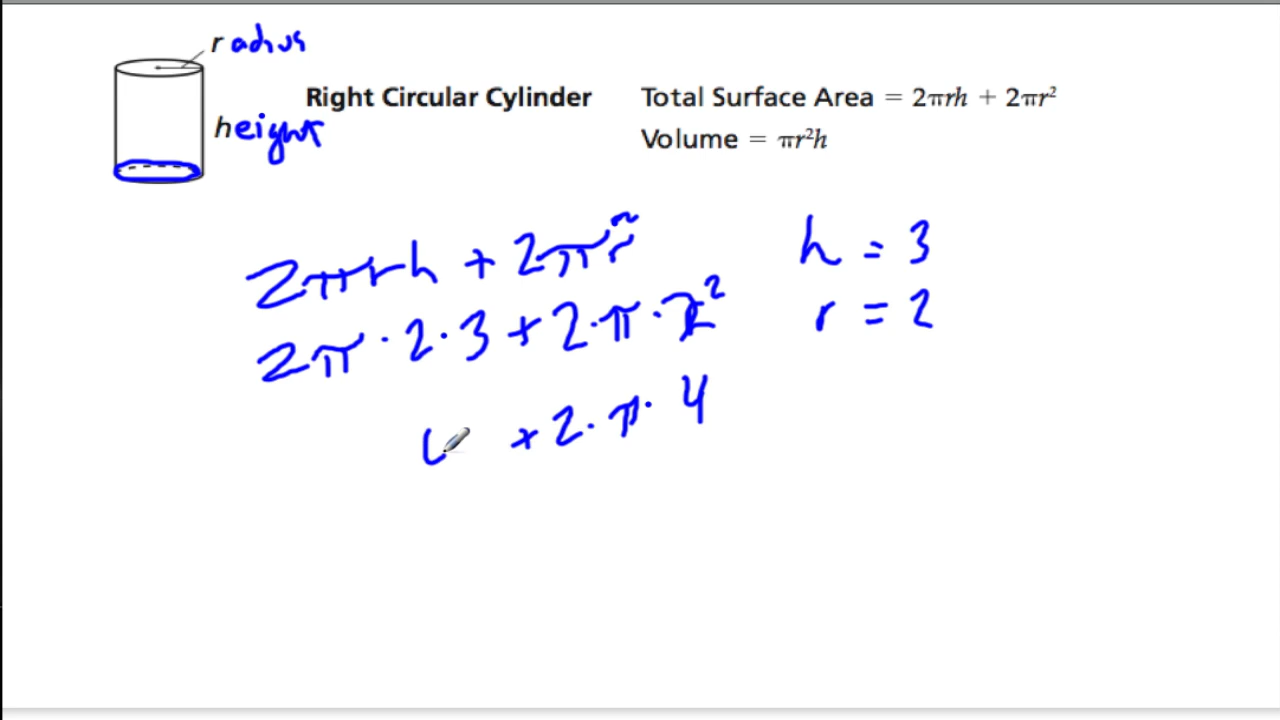 radius
Right Circular Cylinder Total Surface Area = 2πrh + 2πr²
height
Volume = πr²h
2πrh + 2πr² h = 3
2π · 2 · 3 + 2 · π · 2² r = 2
+ 2 · π · 4